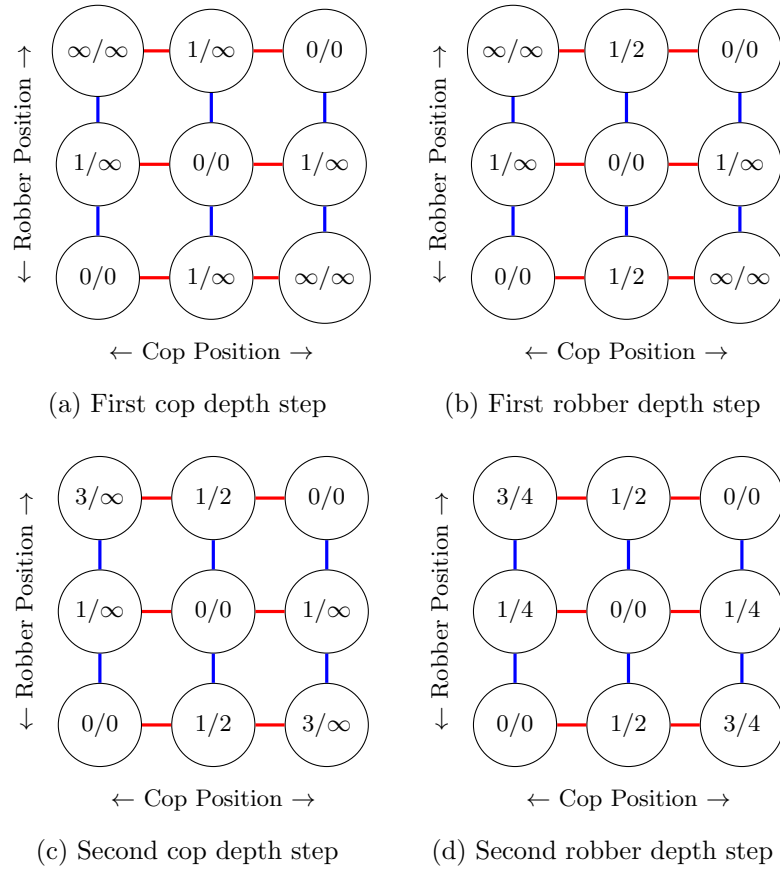 ← Robber Position →
∞/∞ 1/∞ 0/0
1/∞ 0/0 1/∞
0/0 1/∞ ∞/∞
← Cop Position →
(a) First cop depth step
← Robber Position →
∞/∞ 1/2 0/0
1/∞ 0/0 1/∞
0/0 1/2 ∞/∞
← Cop Position →
(b) First robber depth step
← Robber Position →
3/∞ 1/2 0/0
1/∞ 0/0 1/∞
0/0 1/2 3/∞
← Cop Position →
(c) Second cop depth step
← Robber Position →
3/4 1/2 0/0
1/4 0/0 1/4
0/0 1/2 3/4
← Cop Position →
(d) Second robber depth step